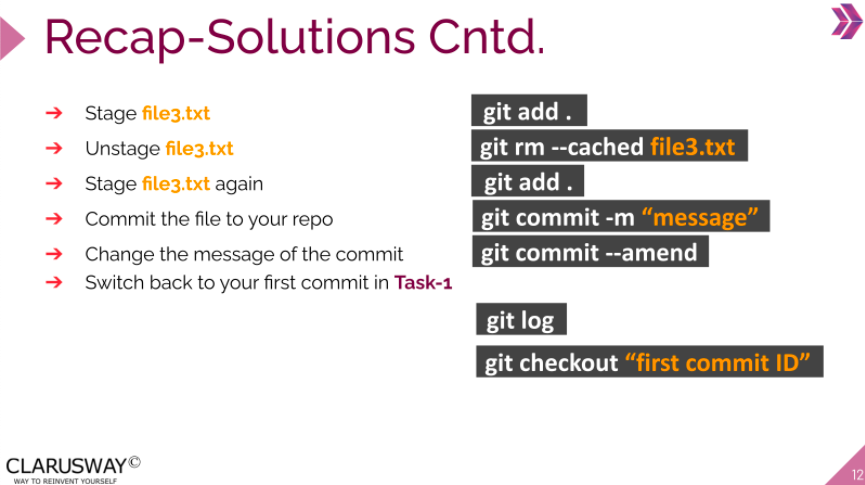 Recap-Solutions Cntd.
➔ Stage file3.txt
git add .
➔ Unstage file3.txt
git rm --cached file3.txt
➔ Stage file3.txt again
git add .
➔ Commit the file to your repo
git commit -m “message”
➔ Change the message of the commit
git commit --amend
➔ Switch back to your first commit in Task-1
git log
git checkout “first commit ID”
CLARUSWAY©
WAY TO REINVENT YOURSELF
12